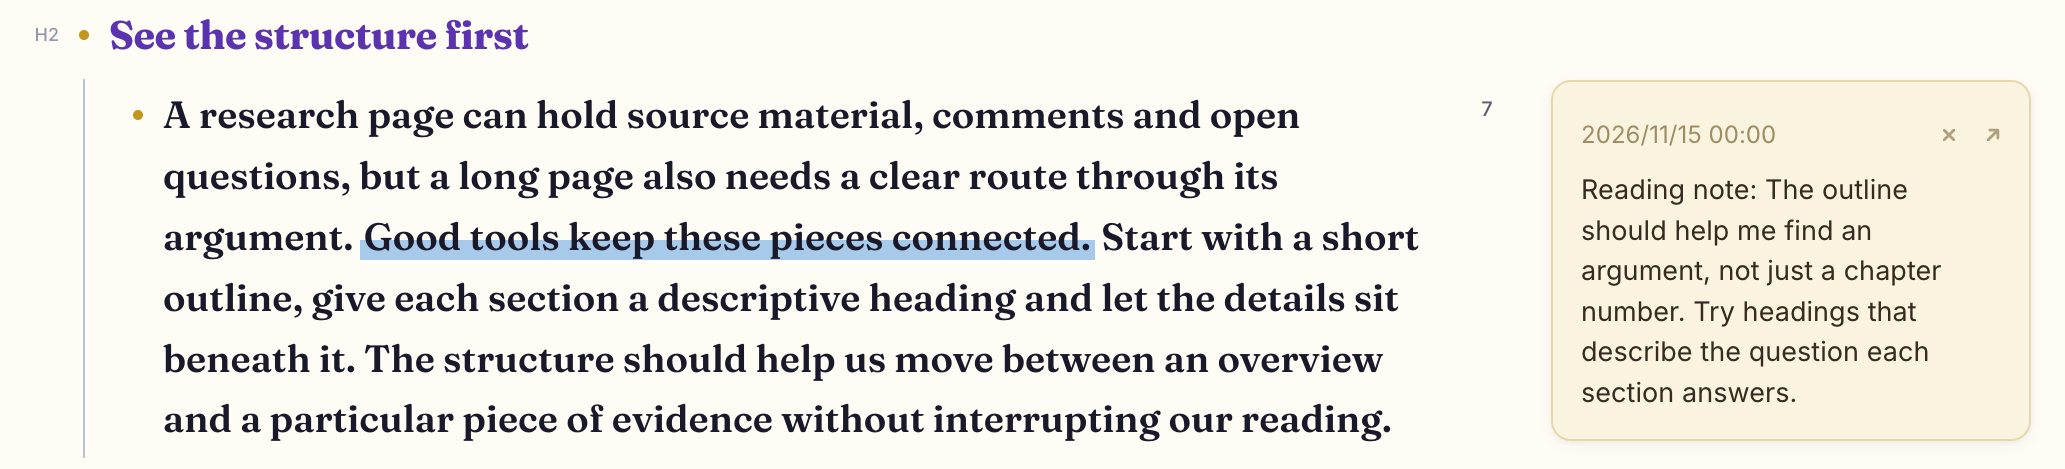 H2
See the structure first
A research page can hold source material, comments and open
questions, but a long page also needs a clear route through its
argument. Good tools keep these pieces connected. Start with a short
outline, give each section a descriptive heading and let the details sit
beneath it. The structure should help us move between an overview
and a particular piece of evidence without interrupting our reading.
7
2026/11/15 00:00
Reading note: The outline
should help me find an
argument, not just a chapter
number. Try headings that
describe the question each
section answers.